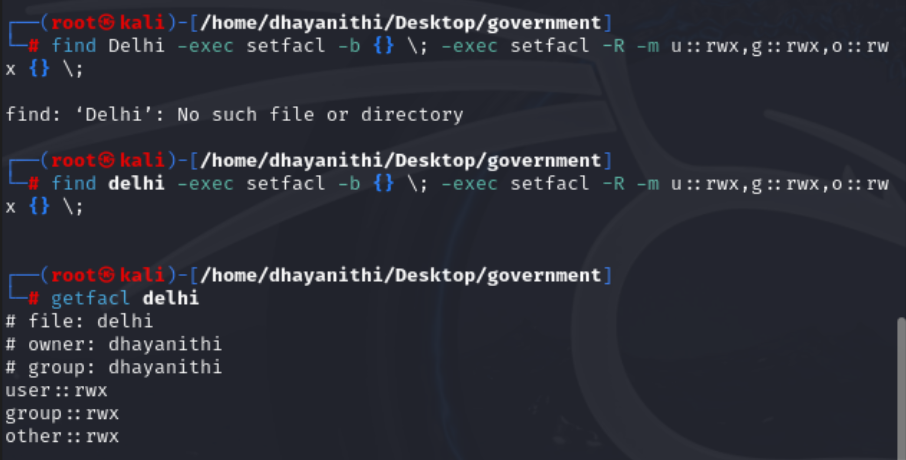 ┌──(root㉿kali)-[/home/dhayanithi/Desktop/government]
└─# find Delhi -exec setfacl -b {} \; -exec setfacl -R -m u::rwx,g::rwx,o::rw
x {} \;
find: ‘Delhi’: No such file or directory
┌──(root㉿kali)-[/home/dhayanithi/Desktop/government]
└─# find delhi -exec setfacl -b {} \; -exec setfacl -R -m u::rwx,g::rwx,o::rw
x {} \;
┌──(root㉿kali)-[/home/dhayanithi/Desktop/government]
└─# getfacl delhi
# file: delhi
# owner: dhayanithi
# group: dhayanithi
user::rwx
group::rwx
other::rwx